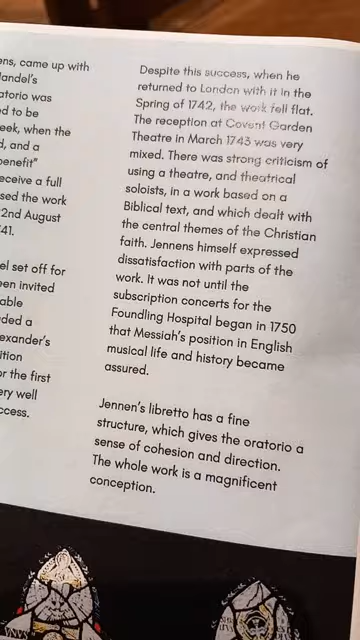 ens, came up with
Handel's
atorio was
ed to be
eek, when the
d, and a
benefit"
eceive a full
sed the work
2nd August
41.
el set off for
een invited
able
ded a
exander's
ition
or the first
ery well
ccess.
Despite this success, when he
returned to London with it in the
Spring of 1742, the work fell flat.
The reception at Covent Garden
Theatre in March 1743 was very
mixed. There was strong criticism of
using a theatre, and theatrical
soloists, in a work based on a
Biblical text, and which dealt with
the central themes of the Christian
faith. Jennens himself expressed
dissatisfaction with parts of the
work. It was not until the
subscription concerts for the
Foundling Hospital began in 1750
that Messiah's position in English
musical life and history became
assured.
Jennen's libretto has a fine
structure, which gives the oratorio a
sense of cohesion and direction.
The whole work is a magnificent
conception.